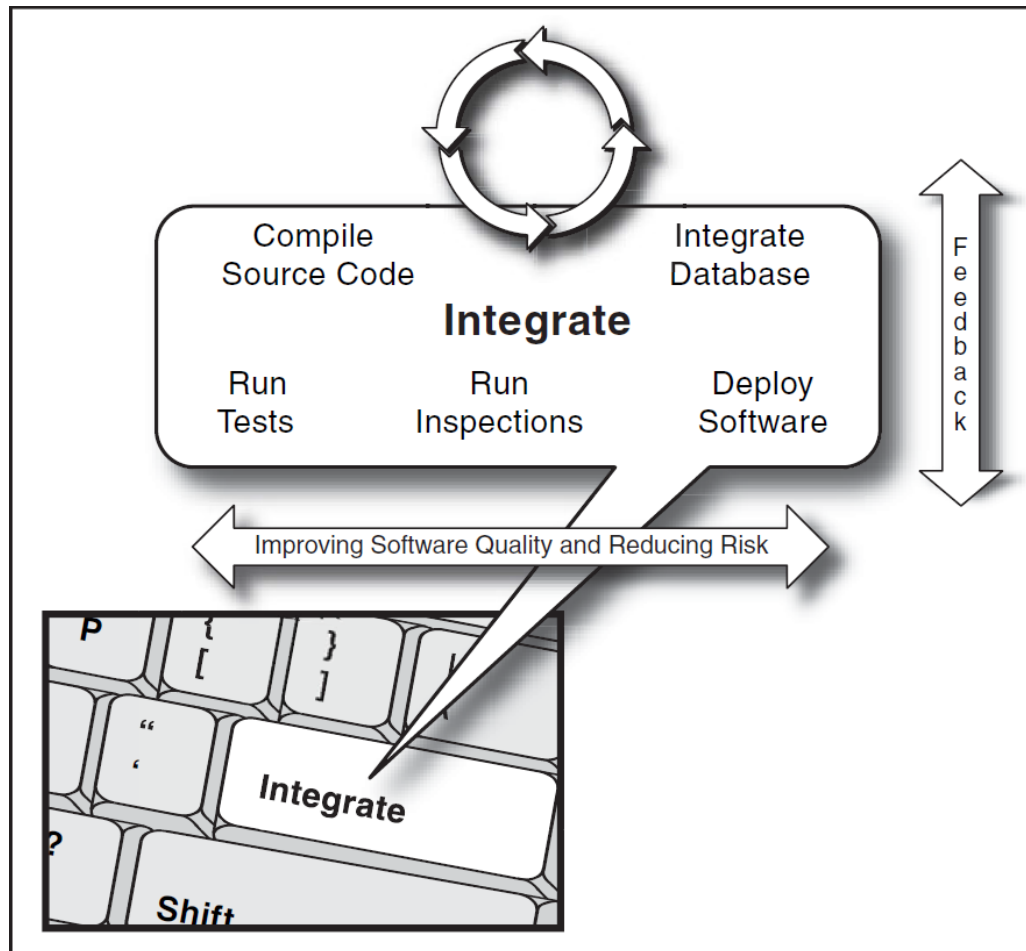 Compile
Source Code
Integrate
Database
Integrate
Run
Tests
Run
Inspections
Deploy
Software
Feedback
Improving Software Quality and Reducing Risk
P
{
[
}
]
“
‘
Integrate
?
Shift